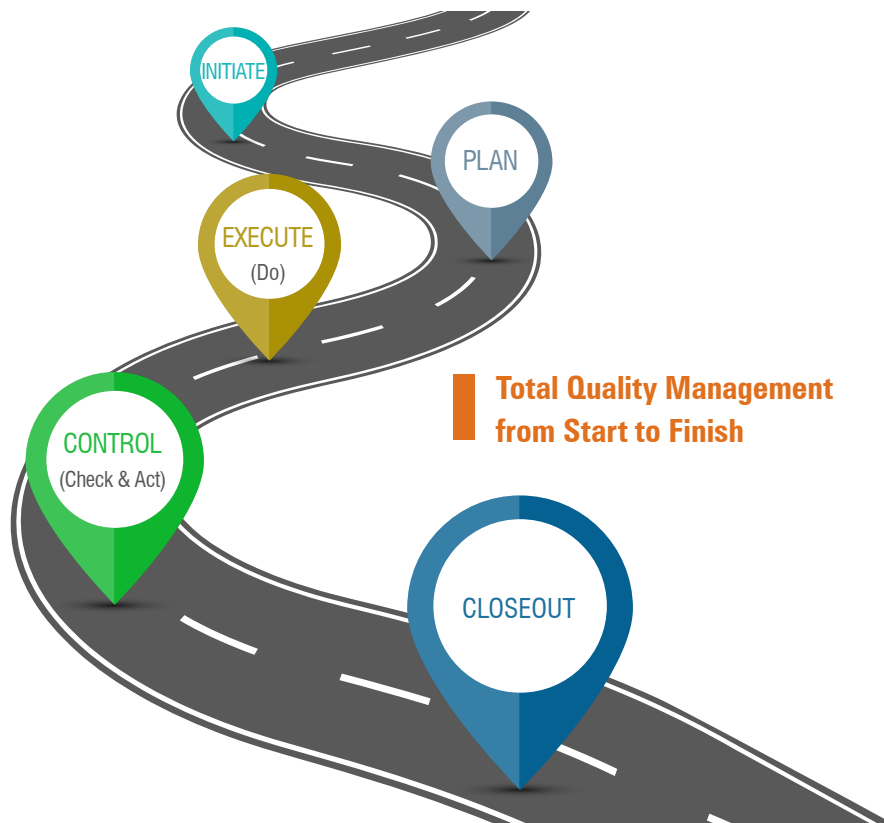 INITIATE
PLAN
EXECUTE
(Do)
Total Quality Management
from Start to Finish
CONTROL
(Check & Act)
CLOSEOUT